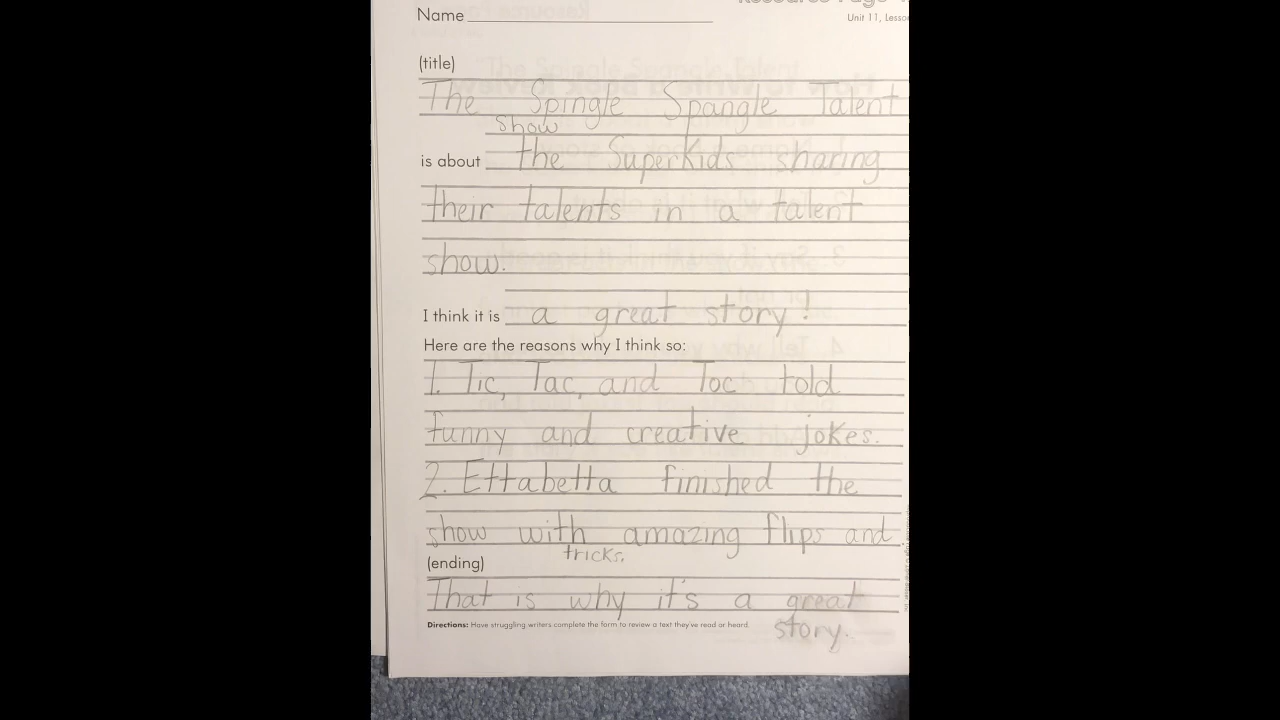 Name
Unit 11, Lesso
(title)
The Spingle Spangle Talent
Show
is about the Superkids sharing
their talents in a talent
show.
I think it is a great story!
Here are the reasons why I think so:
1. Tic, Tac, and Toc told
funny and creative jokes.
2. Ettabetta finished the
show with amazing flips and
tricks.
(ending)
That is why it's a great
story.
Directions: Have struggling writers complete the form to review a text they've read or heard.